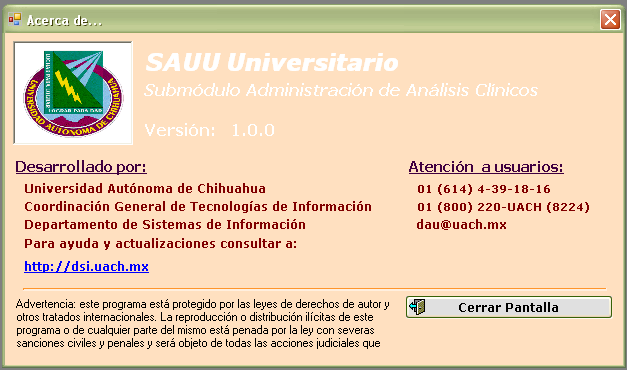 Acerca de...
SAUU Universitario
Submódulo Administración de Análisis Clínicos
Versión: 1.0.0
LUCHAR PARA LOGRAR
LOGRAR PARA DAR
UNIVERSIDAD AUTONOMA DE CHIHUAHUA
Desarrollado por:
Universidad Autónoma de Chihuahua
Coordinación General de Tecnologías de Información
Departamento de Sistemas de Información
Para ayuda y actualizaciones consultar a:
http://dsi.uach.mx
Atención a usuarios:
01 (614) 4-39-18-16
01 (800) 220-UACH (8224)
dau@uach.mx
Advertencia: este programa está protegido por las leyes de derechos de autor y
otros tratados internacionales. La reproducción o distribución ilícitas de este
programa o de cualquier parte del mismo está penada por la ley con severas
sanciones civiles y penales y será objeto de todas las acciones judiciales que
Cerrar Pantalla